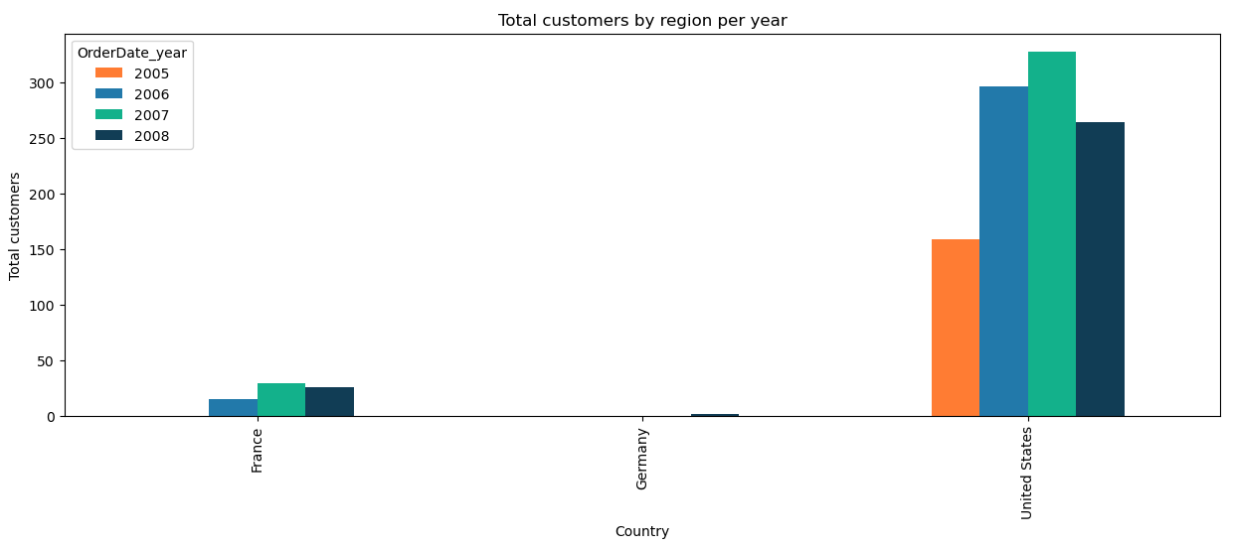 Total customers by region per year
OrderDate_year
2005
2006
2007
2008
Total customers
300
250
200
150
100
50
0
France
Germany
United States
Country